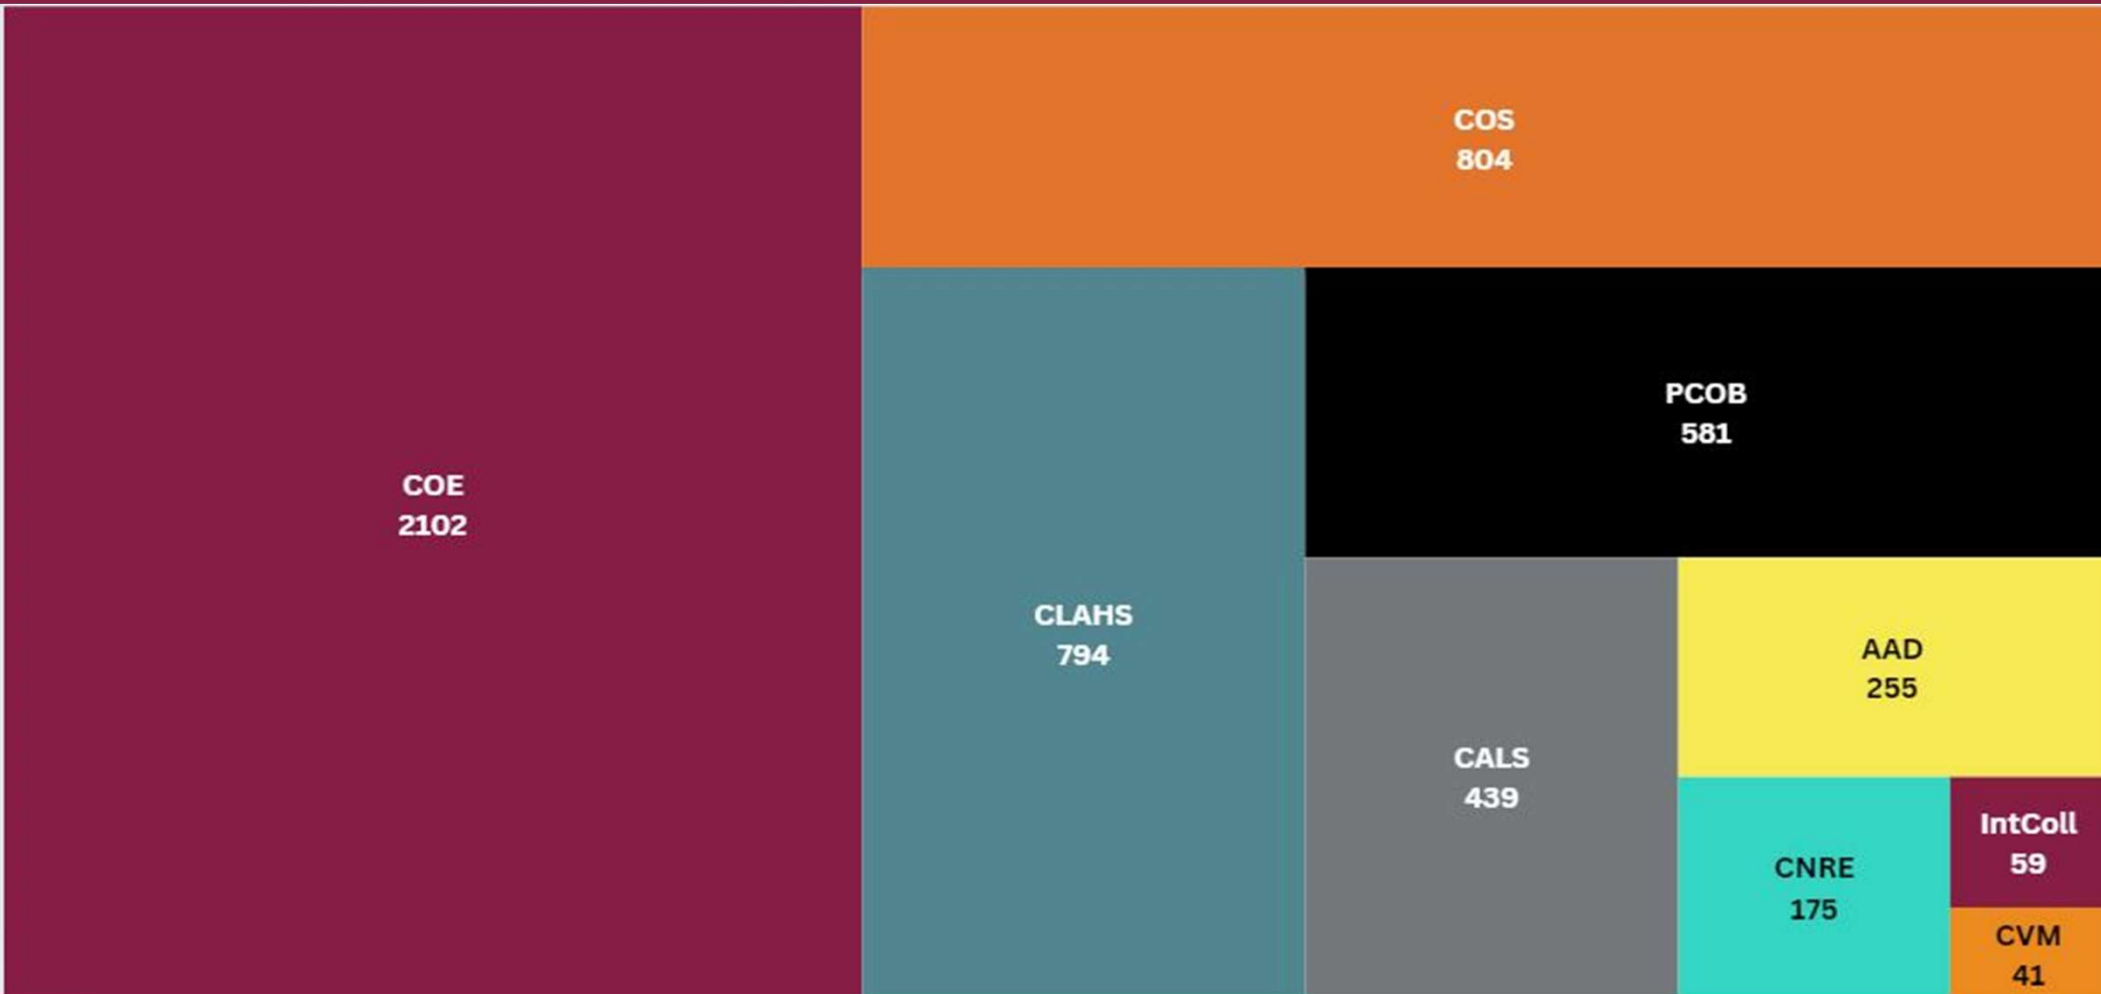 COE
2102
COS
804
CLAHS
794
PCOB
581
CALS
439
AAD
255
CNRE
175
IntColl
59
CVM
41